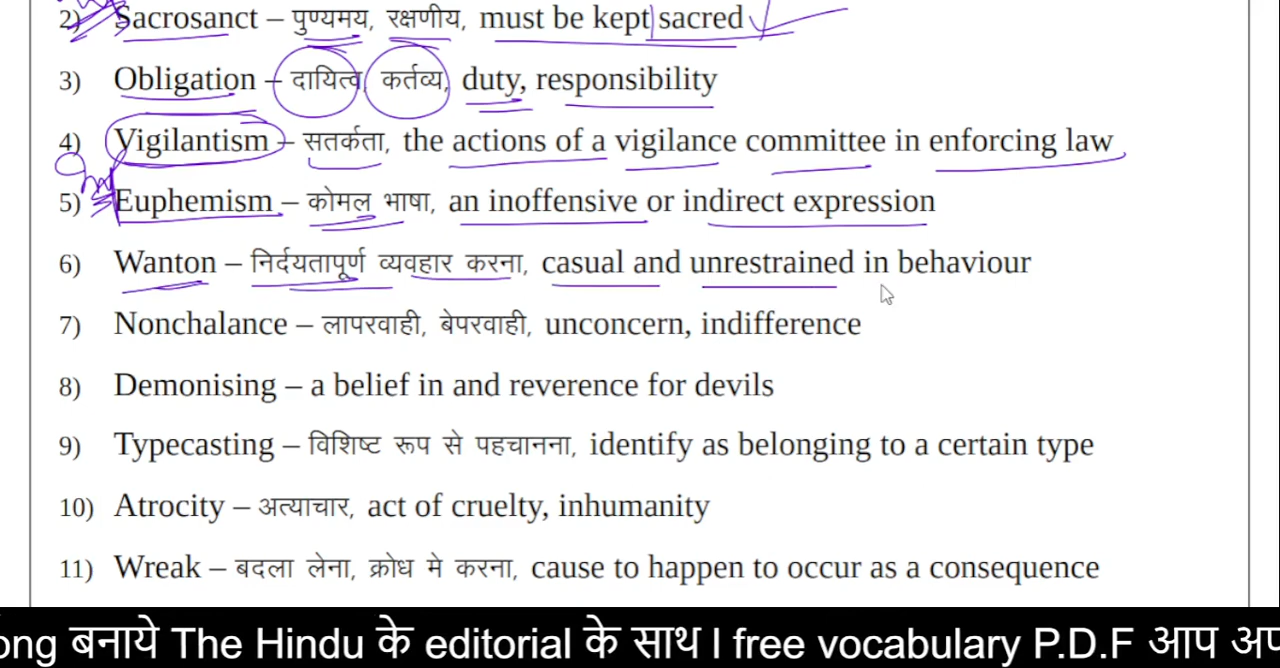 2) Sacrosanct – पुण्यमय, रक्षणीय, must be kept sacred
3) Obligation – दायित्व, कर्तव्य, duty, responsibility
4) Vigilantism – सतर्कता, the actions of a vigilance committee in enforcing law
5) Euphemism – कोमल भाषा, an inoffensive or indirect expression
6) Wanton – निर्दयतापूर्ण व्यवहार करना, casual and unrestrained in behaviour
7) Nonchalance – लापरवाही, बेपरवाही, unconcern, indifference
8) Demonising – a belief in and reverence for devils
9) Typecasting – विशिष्ट रूप से पहचानना, identify as belonging to a certain type
10) Atrocity – अत्याचार, act of cruelty, inhumanity
11) Wreak – बदला लेना, क्रोध मे करना, cause to happen to occur as a consequence
ong बनाये The Hindu के editorial के साथ l free vocabulary P.D.F आप अप